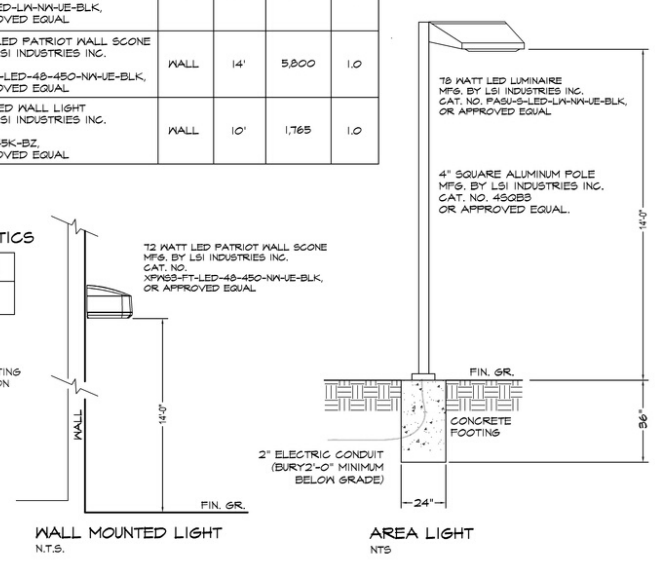 ED-LW-NW-UE-BLK,
OVED EQUAL
LED PATRIOT WALL SCONE
SI INDUSTRIES INC.
WALL 14' 5,800 1.0
-LED-48-450-NW-UE-BLK,
OVED EQUAL
ED WALL LIGHT
SI INDUSTRIES INC.
WALL 10' 1,765 1.0
5K-BZ,
OVED EQUAL
78 WATT LED LUMINAIRE
MFG. BY LSI INDUSTRIES INC.
CAT. NO. PASU-S-LED-LW-NW-UE-BLK,
OR APPROVED EQUAL
4" SQUARE ALUMINUM POLE
MFG. BY LSI INDUSTRIES INC.
CAT. NO. 4SQB3
OR APPROVED EQUAL.
14'-0"
TICS
72 WATT LED PATRIOT WALL SCONE
MFG. BY LSI INDUSTRIES INC.
CAT. NO.
XPWS3-FT-LED-48-450-NW-UE-BLK,
OR APPROVED EQUAL
TING
ON
WALL
14'-0"
FIN. GR.
WALL MOUNTED LIGHT
N.T.S.
FIN. GR.
CONCRETE
FOOTING
36"
2" ELECTRIC CONDUIT
(BURY2'-0" MINIMUM
BELOW GRADE)
24"
AREA LIGHT
NTS